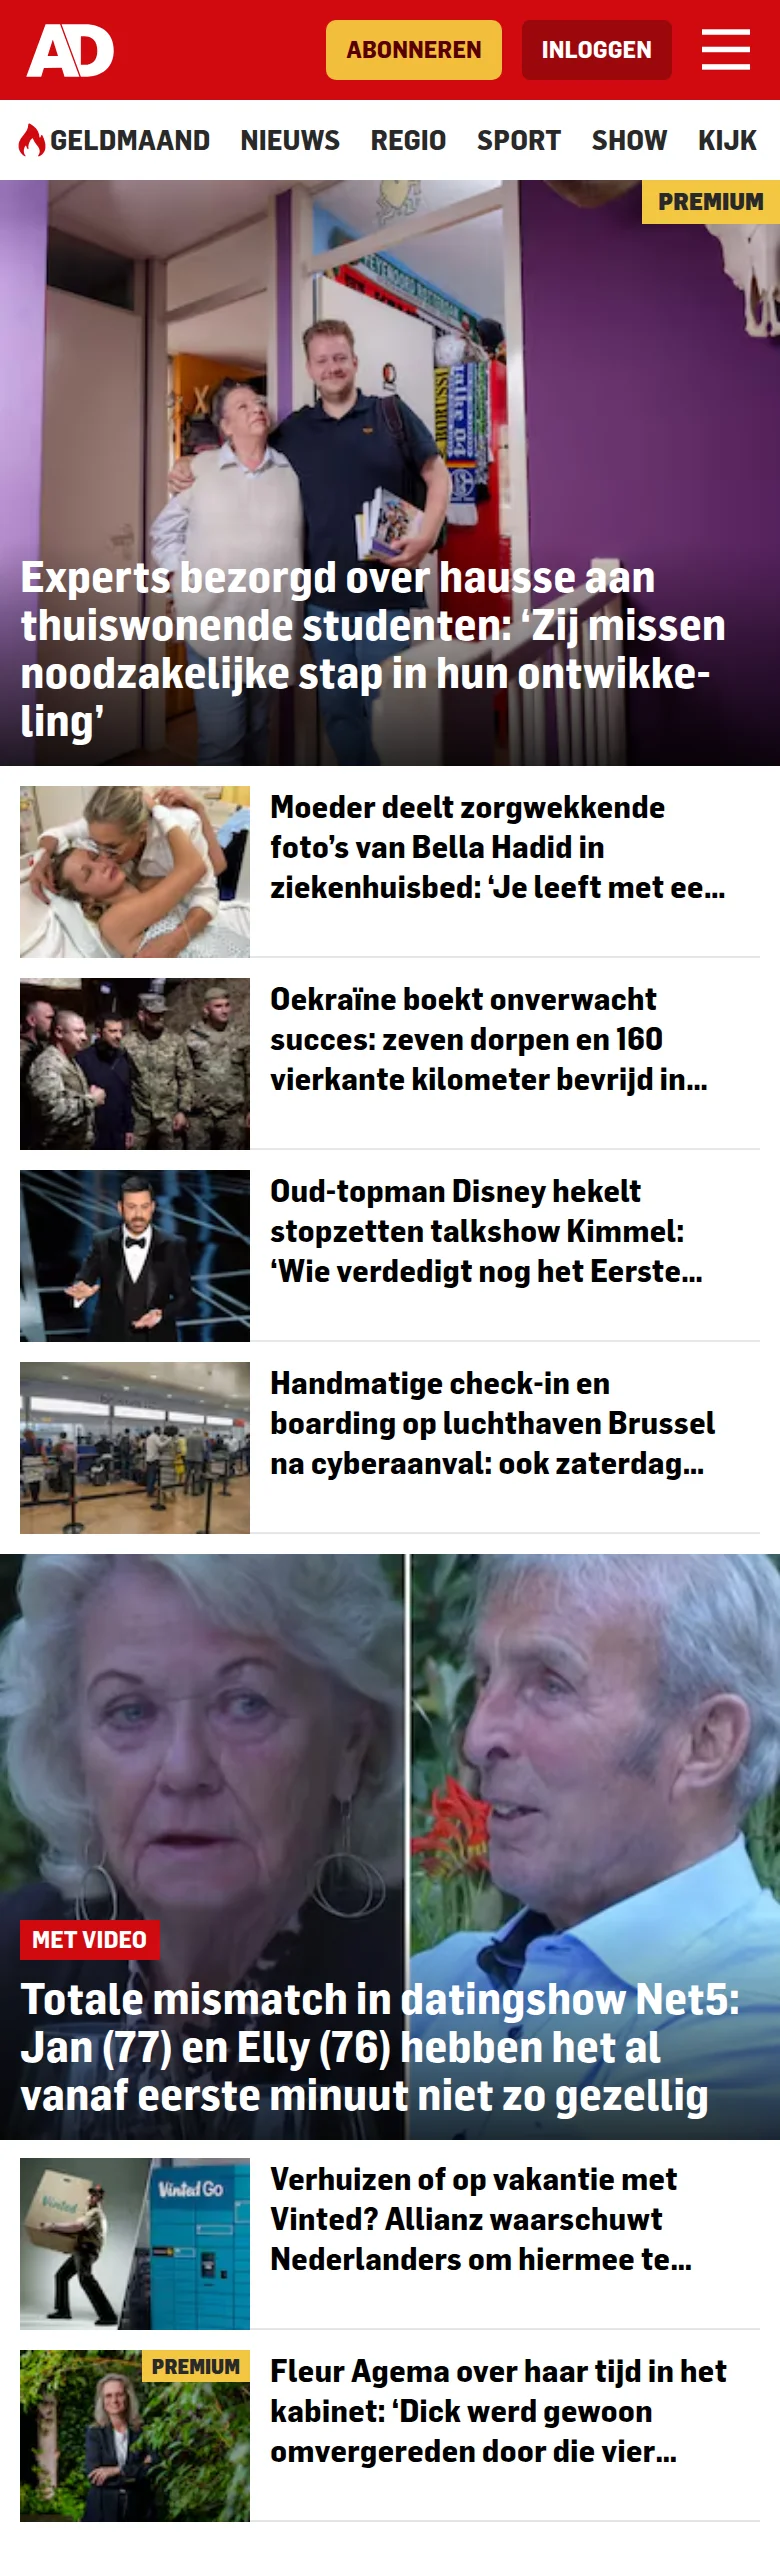 AD
ABONNEREN
INLOGGEN
GELDMAAND NIEUWS REGIO SPORT SHOW KIJK
PREMIUM
Experts bezorgd over hausse aan
thuiswonende studenten: ‘Zij missen
noodzakelijke stap in hun ontwikke-
ling’
Moeder deelt zorgwekkende
foto’s van Bella Hadid in
ziekenhuisbed: ‘Je leeft met ee...
Oekraïne boekt onverwacht
succes: zeven dorpen en 160
vierkante kilometer bevrijd in...
Oud-topman Disney hekelt
stopzetten talkshow Kimmel:
‘Wie verdedigt nog het Eerste...
Handmatige check-in en
boarding op luchthaven Brussel
na cyberaanval: ook zaterdag...
MET VIDEO
Totale mismatch in datingshow Net5:
Jan (77) en Elly (76) hebben het al
vanaf eerste minuut niet zo gezellig
Vinted
Vinted Go
Verhuizen of op vakantie met
Vinted? Allianz waarschuwt
Nederlanders om hiermee te...
PREMIUM
Fleur Agema over haar tijd in het
kabinet: ‘Dick werd gewoon
omvergereden door die vier...